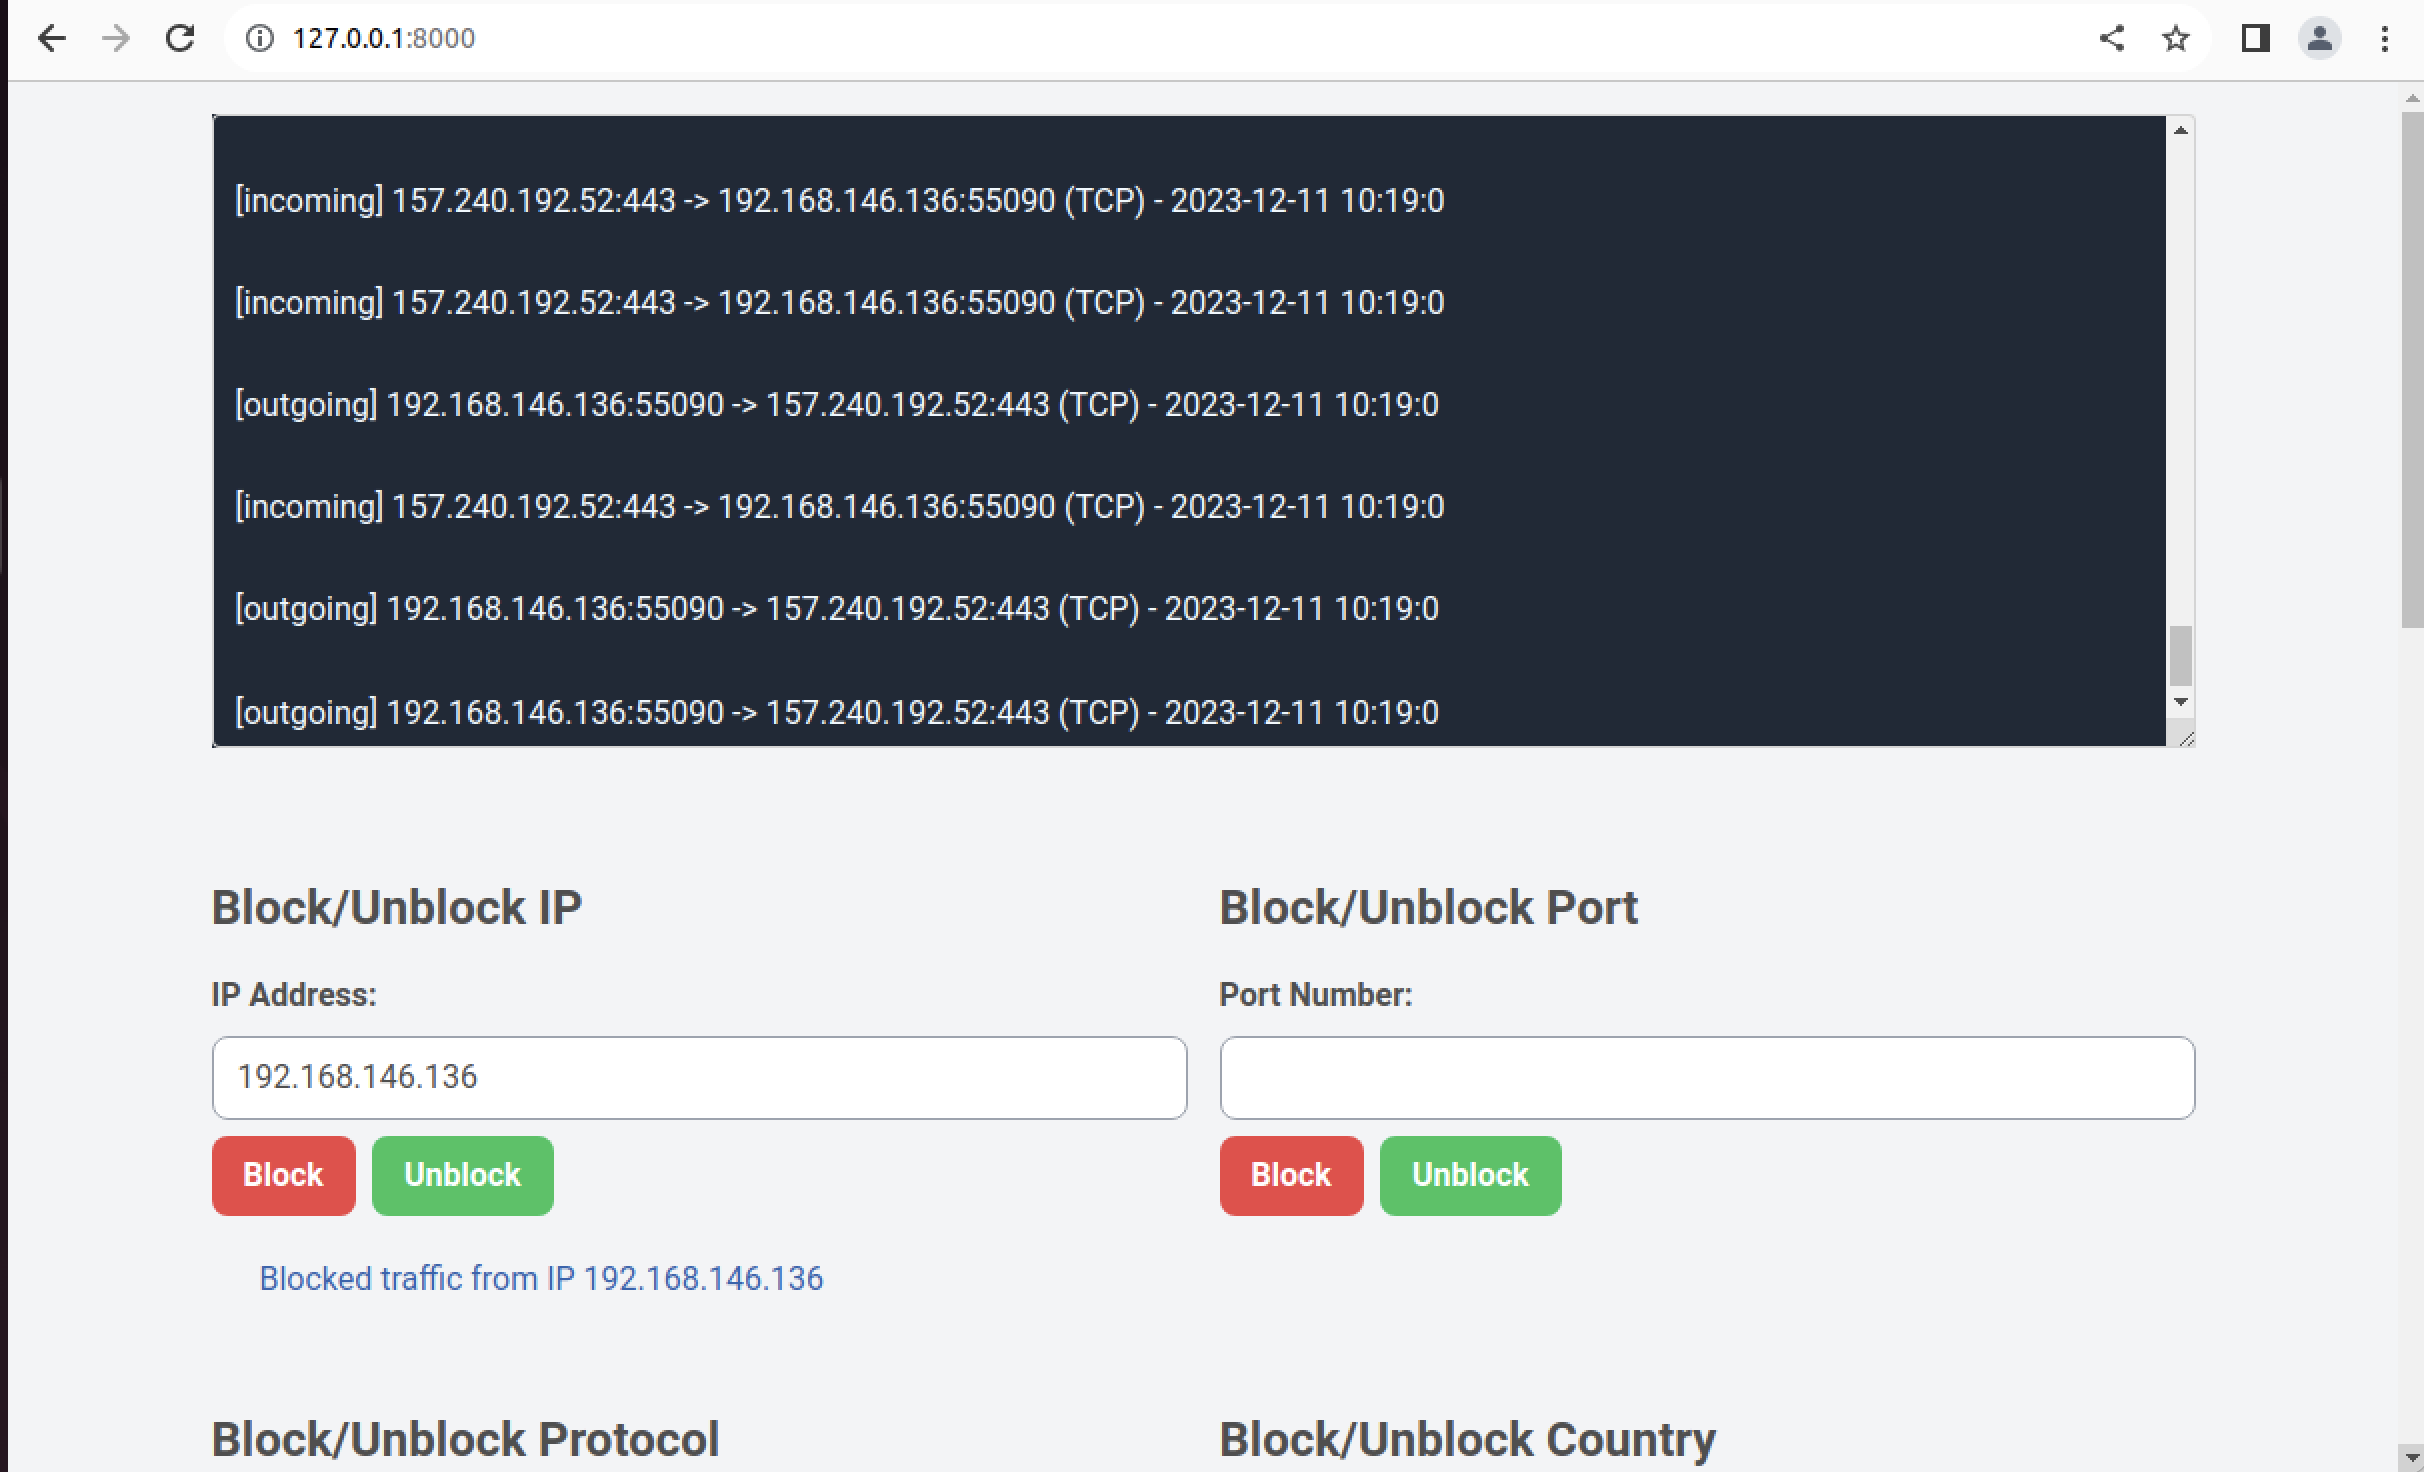 127.0.0.1:8000
[incoming] 157.240.192.52:443 -> 192.168.146.136:55090 (TCP) - 2023-12-11 10:19:0
[incoming] 157.240.192.52:443 -> 192.168.146.136:55090 (TCP) - 2023-12-11 10:19:0
[outgoing] 192.168.146.136:55090 -> 157.240.192.52:443 (TCP) - 2023-12-11 10:19:0
[incoming] 157.240.192.52:443 -> 192.168.146.136:55090 (TCP) - 2023-12-11 10:19:0
[outgoing] 192.168.146.136:55090 -> 157.240.192.52:443 (TCP) - 2023-12-11 10:19:0
[outgoing] 192.168.146.136:55090 -> 157.240.192.52:443 (TCP) - 2023-12-11 10:19:0
Block/Unblock IP
IP Address:
192.168.146.136
Block Unblock
Blocked traffic from IP 192.168.146.136
Block/Unblock Port
Port Number:
Block Unblock
Block/Unblock Protocol
Block/Unblock Country